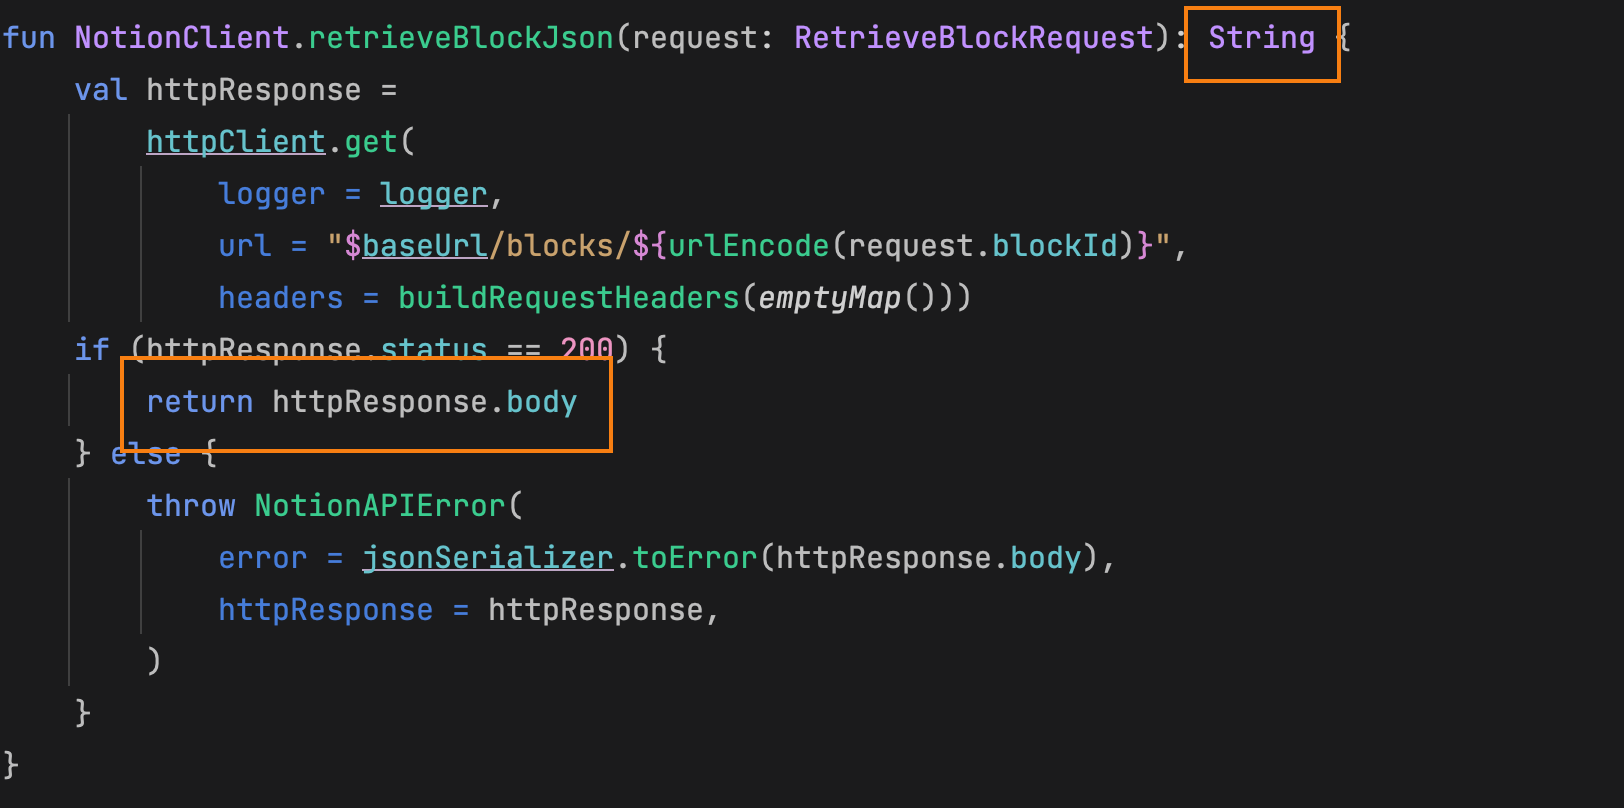 fun NotionClient.retrieveBlockJson(request: RetrieveBlockRequest): String {
    val httpResponse =
        httpClient.get(
            logger = logger,
            url = "$baseUrl/blocks/${urlEncode(request.blockId)}",
            headers = buildRequestHeaders(emptyMap()))
    if (httpResponse.status == 200) {
        return httpResponse.body
    } else {
        throw NotionAPIError(
            error = jsonSerializer.toError(httpResponse.body),
            httpResponse = httpResponse,
        )
    }
}